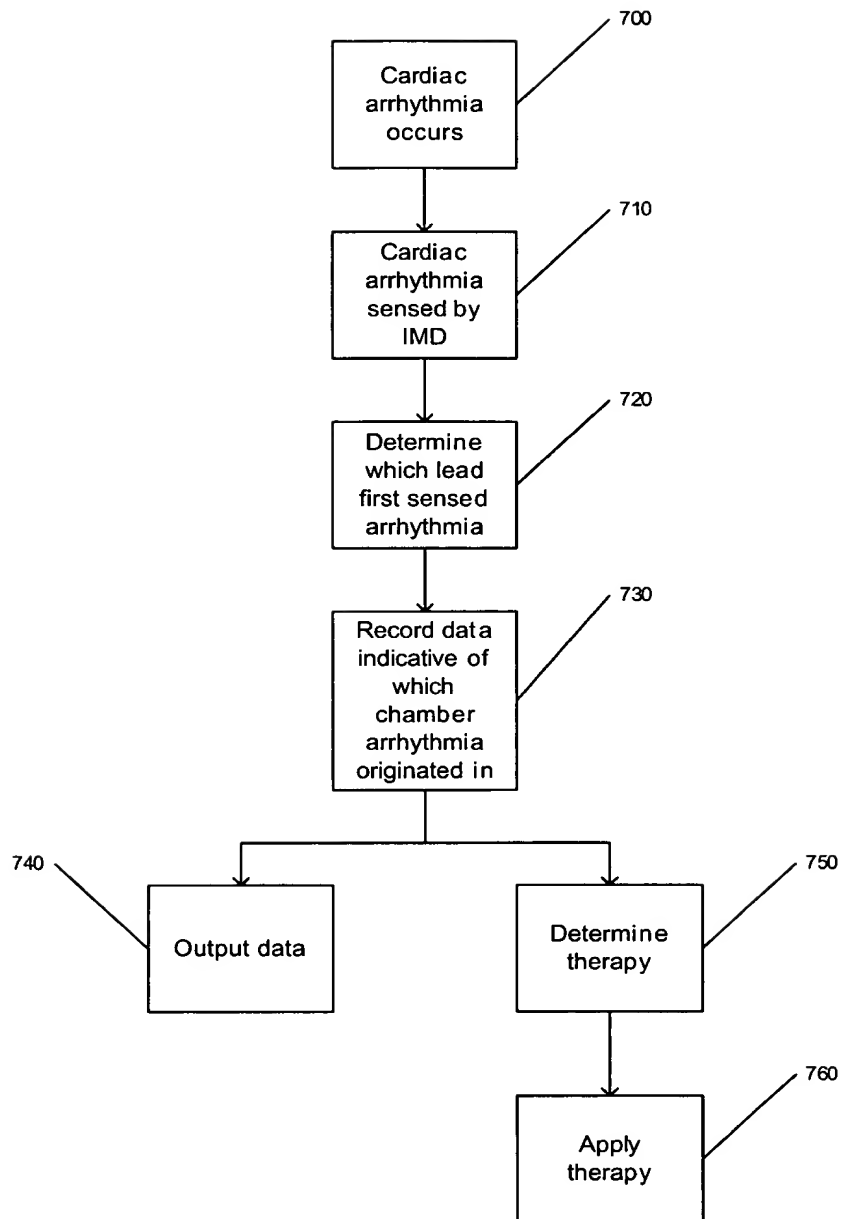 700
Cardiac
arrhythmia
occurs
710
Cardiac
arrhythmia
sensed by
IMD
720
Determine
which lead
first sensed
arrhythmia
730
Record data
indicative of
which
chamber
arrhythmia
originated in
740
Output data
750
Determine
therapy
760
Apply
therapy